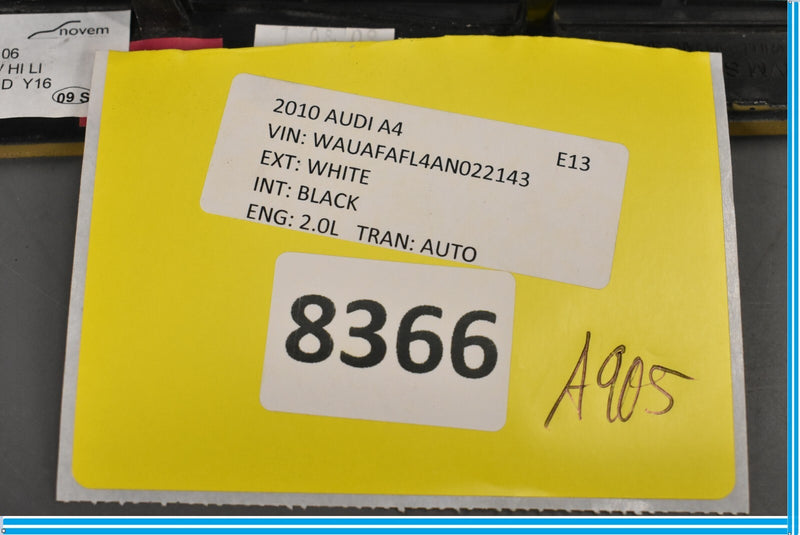 novem
06
HI LI
D Y16
09 S
2010 AUDI A4
VIN: WAUAFAFL4AN022143
E13
EXT: WHITE
INT: BLACK
ENG: 2.0L TRAN: AUTO
8366
A905